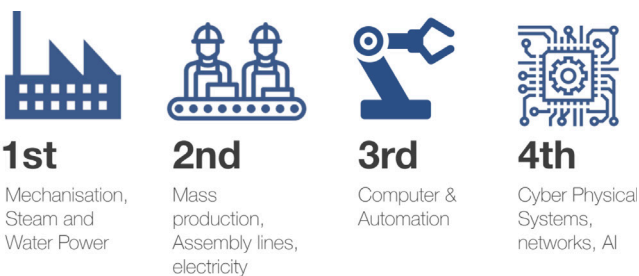 1st
Mechanisation,
Steam and
Water Power
2nd
Mass
production,
Assembly lines,
electricity
3rd
Computer &
Automation
4th
Cyber Physical
Systems,
networks, AI